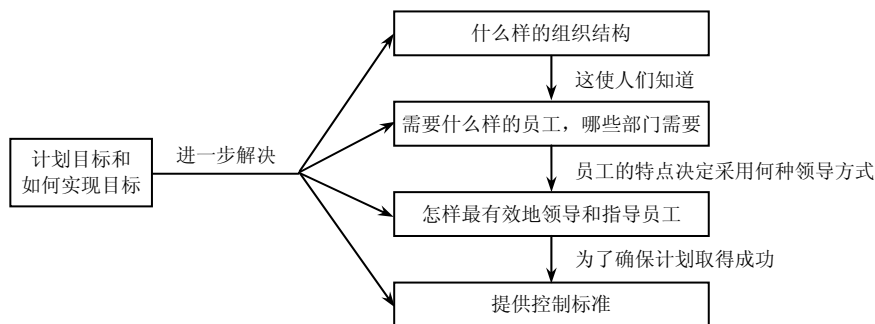 什么样的组织结构
这使人们知道
需要什么样的员工，哪些部门需要
计划目标和
如何实现目标
进一步解决
员工的特点决定采用何种领导方式
怎样最有效地领导和指导员工
为了确保计划取得成功
提供控制标准